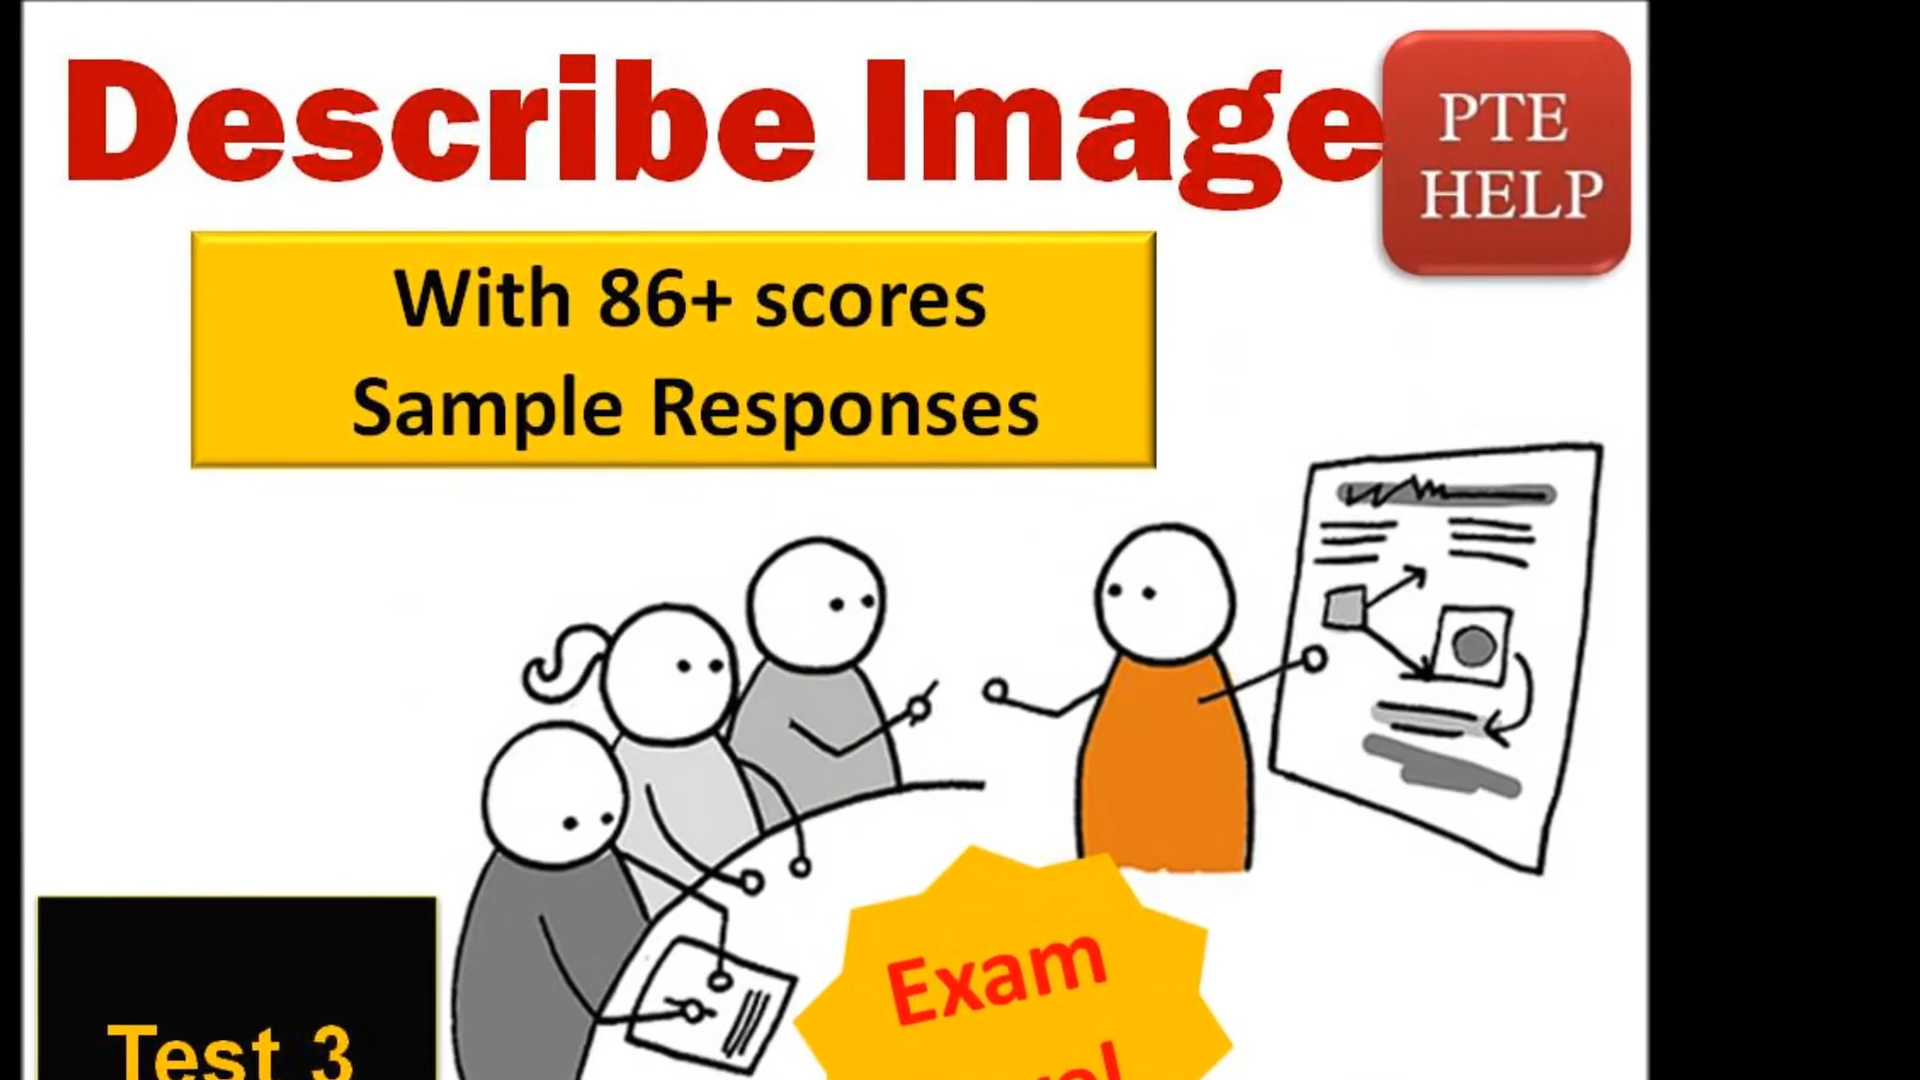 Describe Image
PTE
HELP
With 86+ scores
Sample Responses
Exam
Test 3